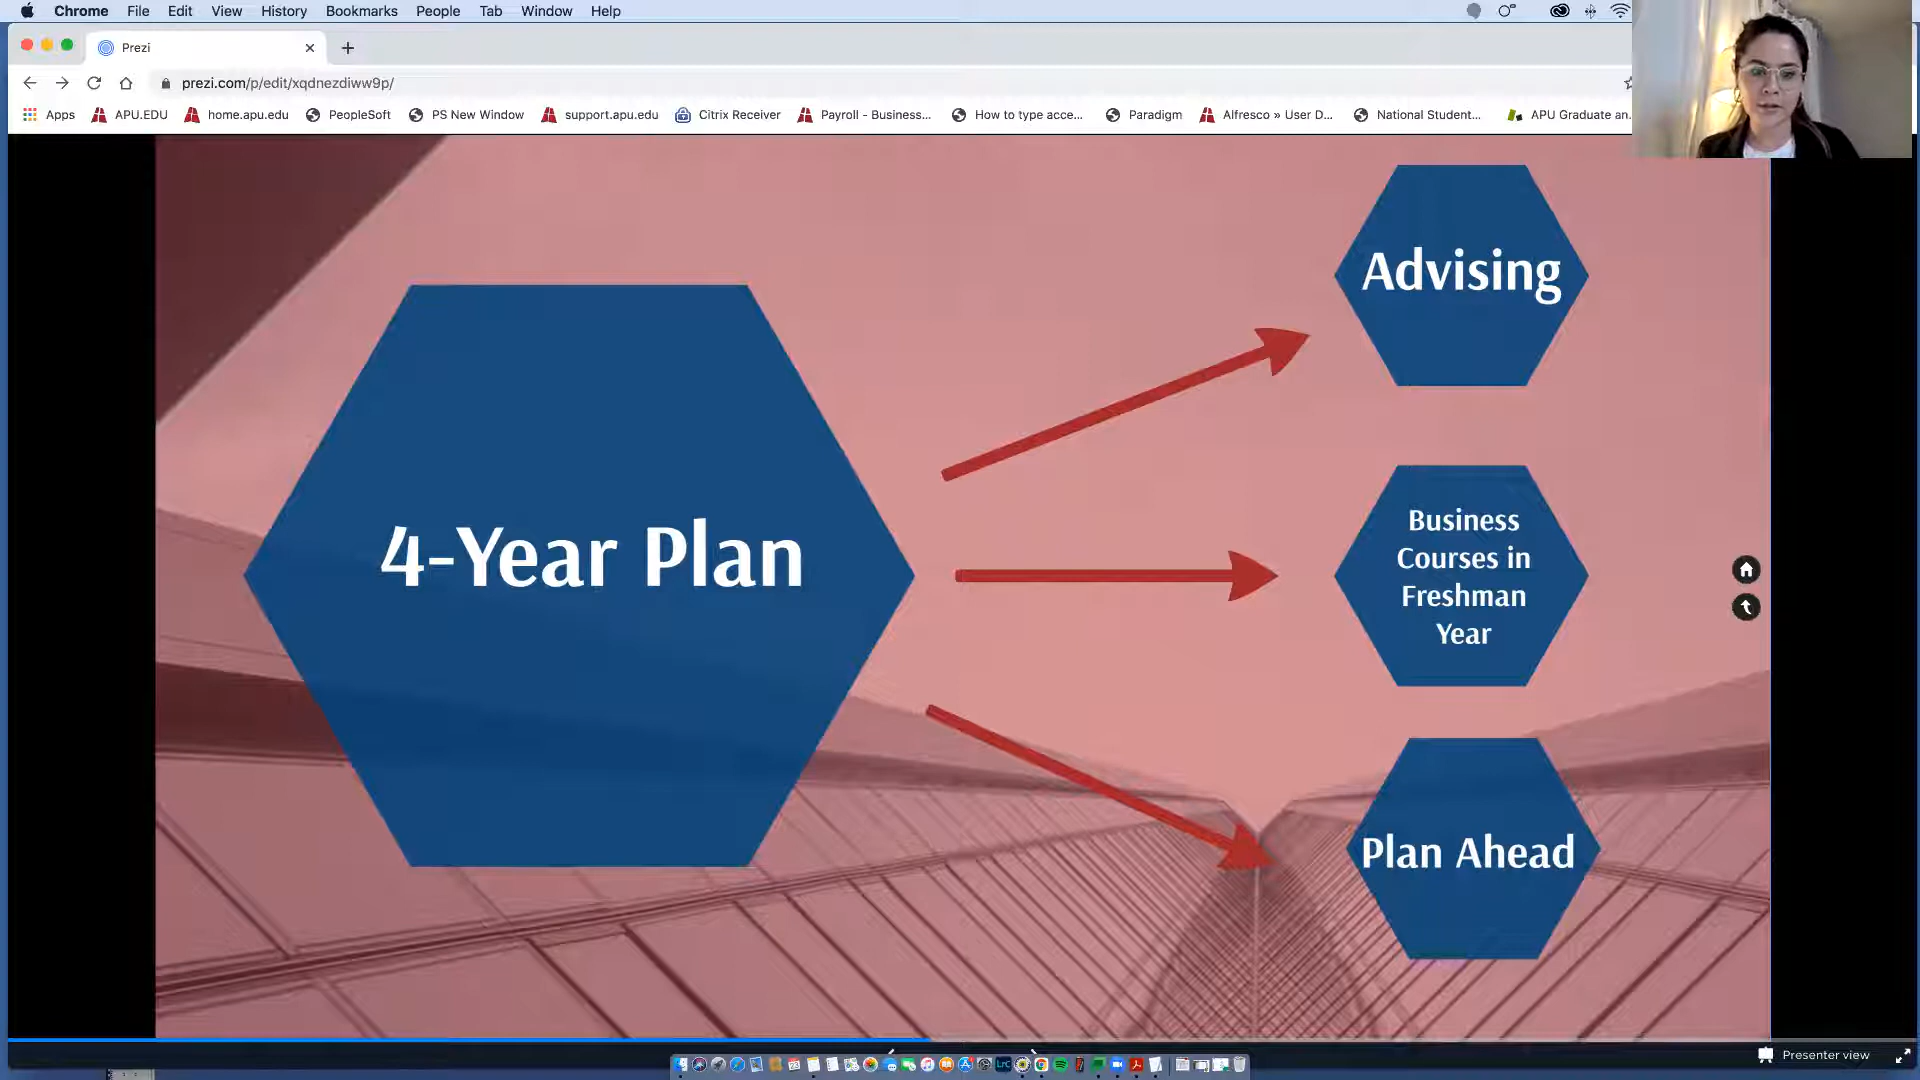 Chrome File Edit View History Bookmarks People Tab Window Help
Prezi
prezi.com/p/edit/xqdnezdiww9p/
Apps APU.EDU home.apu.edu PeopleSoft PS New Window support.apu.edu Citrix Receiver Payroll - Business... How to type acce... Paradigm Alfresco » User D... National Student... APU Graduate an
4-Year Plan
Advising
Business
Courses in
Freshman
Year
Plan Ahead
Presenter view